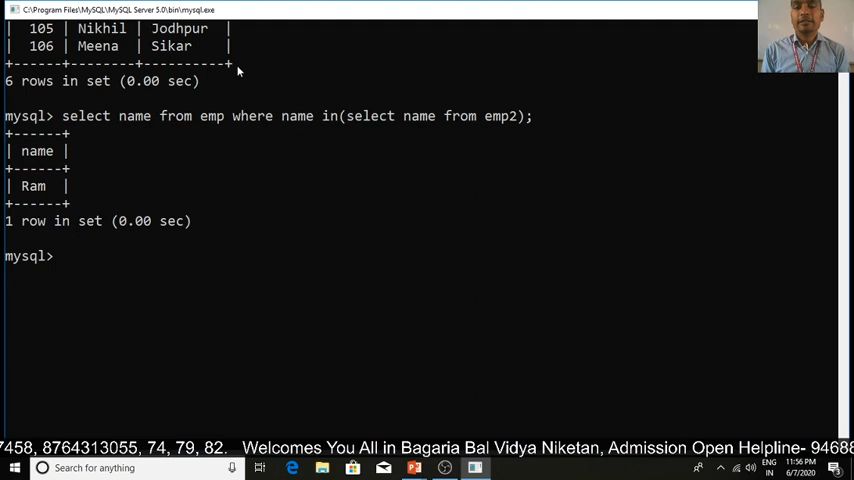 C:\Program Files\MySQL\MySQL Server 5.0\bin\mysql.exe
| 105 | Nikhil | Jodhpur |
| 106 | Meena | Sikar |
+------+--------+----------+
6 rows in set (0.00 sec)
mysql> select name from emp where name in(select name from emp2);
+------+
| name |
+------+
| Ram |
+------+
1 row in set (0.00 sec)
mysql>
7458, 8764313055, 74, 79, 82. Welcomes You All in Bagaria Bal Vidya Niketan, Admission Open Helpline- 94688
Search for anything
ENG
IN
11:56 PM
6/7/2020
3